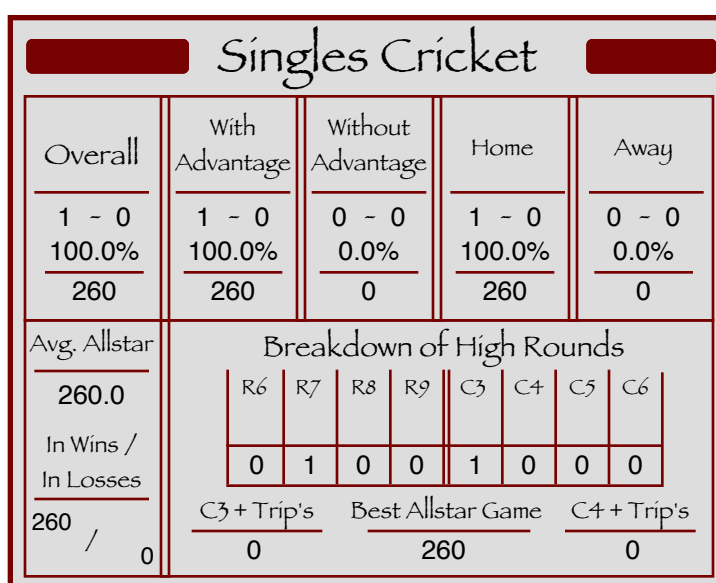 Singles Cricket
Overall
With Advantage
Without Advantage
Home
Away
1 ~ 0
1 ~ 0
0 ~ 0
1 ~ 0
0 ~ 0
100.0%
100.0%
0.0%
100.0%
0.0%
260
260
0
260
0
Avg. Allstar
260.0
In Wins /
In Losses
260 / 0
Breakdown of High Rounds
R6 R7 R8 R9 C3 C4 C5 C6
0 1 0 0 1 0 0 0
C3 + Trip's Best Allstar Game C4 + Trip's
0 260 0